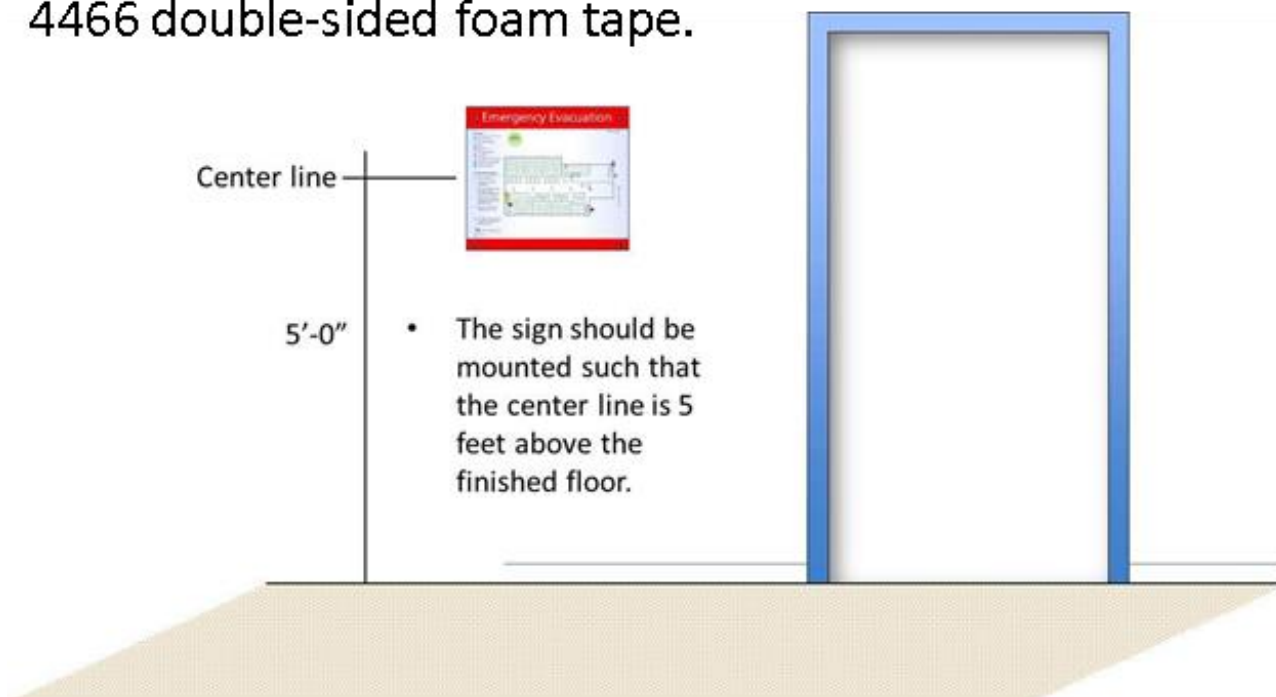 4466 double-sided foam tape.
Emergency Evacuation
Center line
5’-0”
• The sign should be
mounted such that
the center line is 5
feet above the
finished floor.